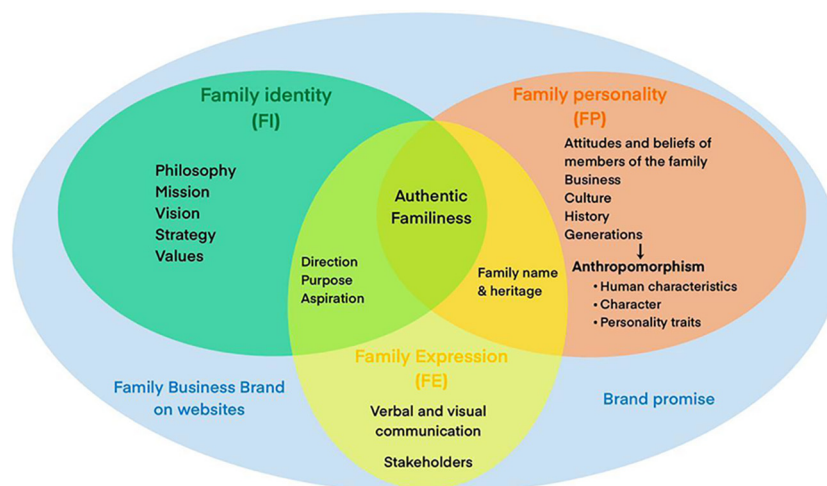 Family identity
(FI)
Philosophy
Mission
Vision
Strategy
Values
Family personality
(FP)
Attitudes and beliefs of
members of the family
Business
Culture
History
Generations
Anthropomorphism
• Human characteristics
• Character
• Personality traits
Authentic
Familiness
Direction
Purpose
Aspiration
Family name
& heritage
Family Expression
(FE)
Verbal and visual
communication
Stakeholders
Family Business Brand
on websites
Brand promise